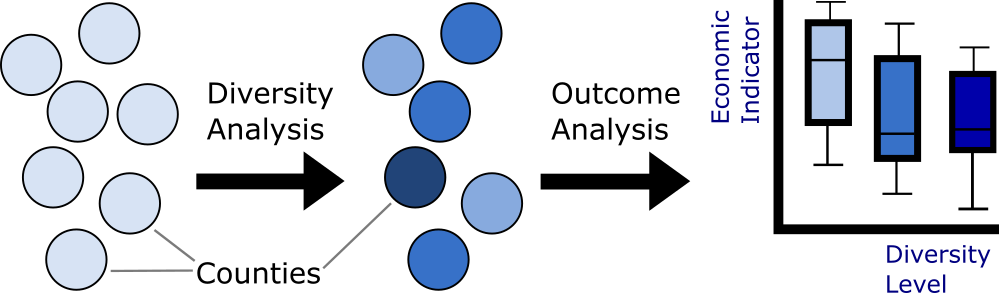 Diversity
Analysis
Counties
Outcome
Analysis
Economic
Indicator
Diversity
Level